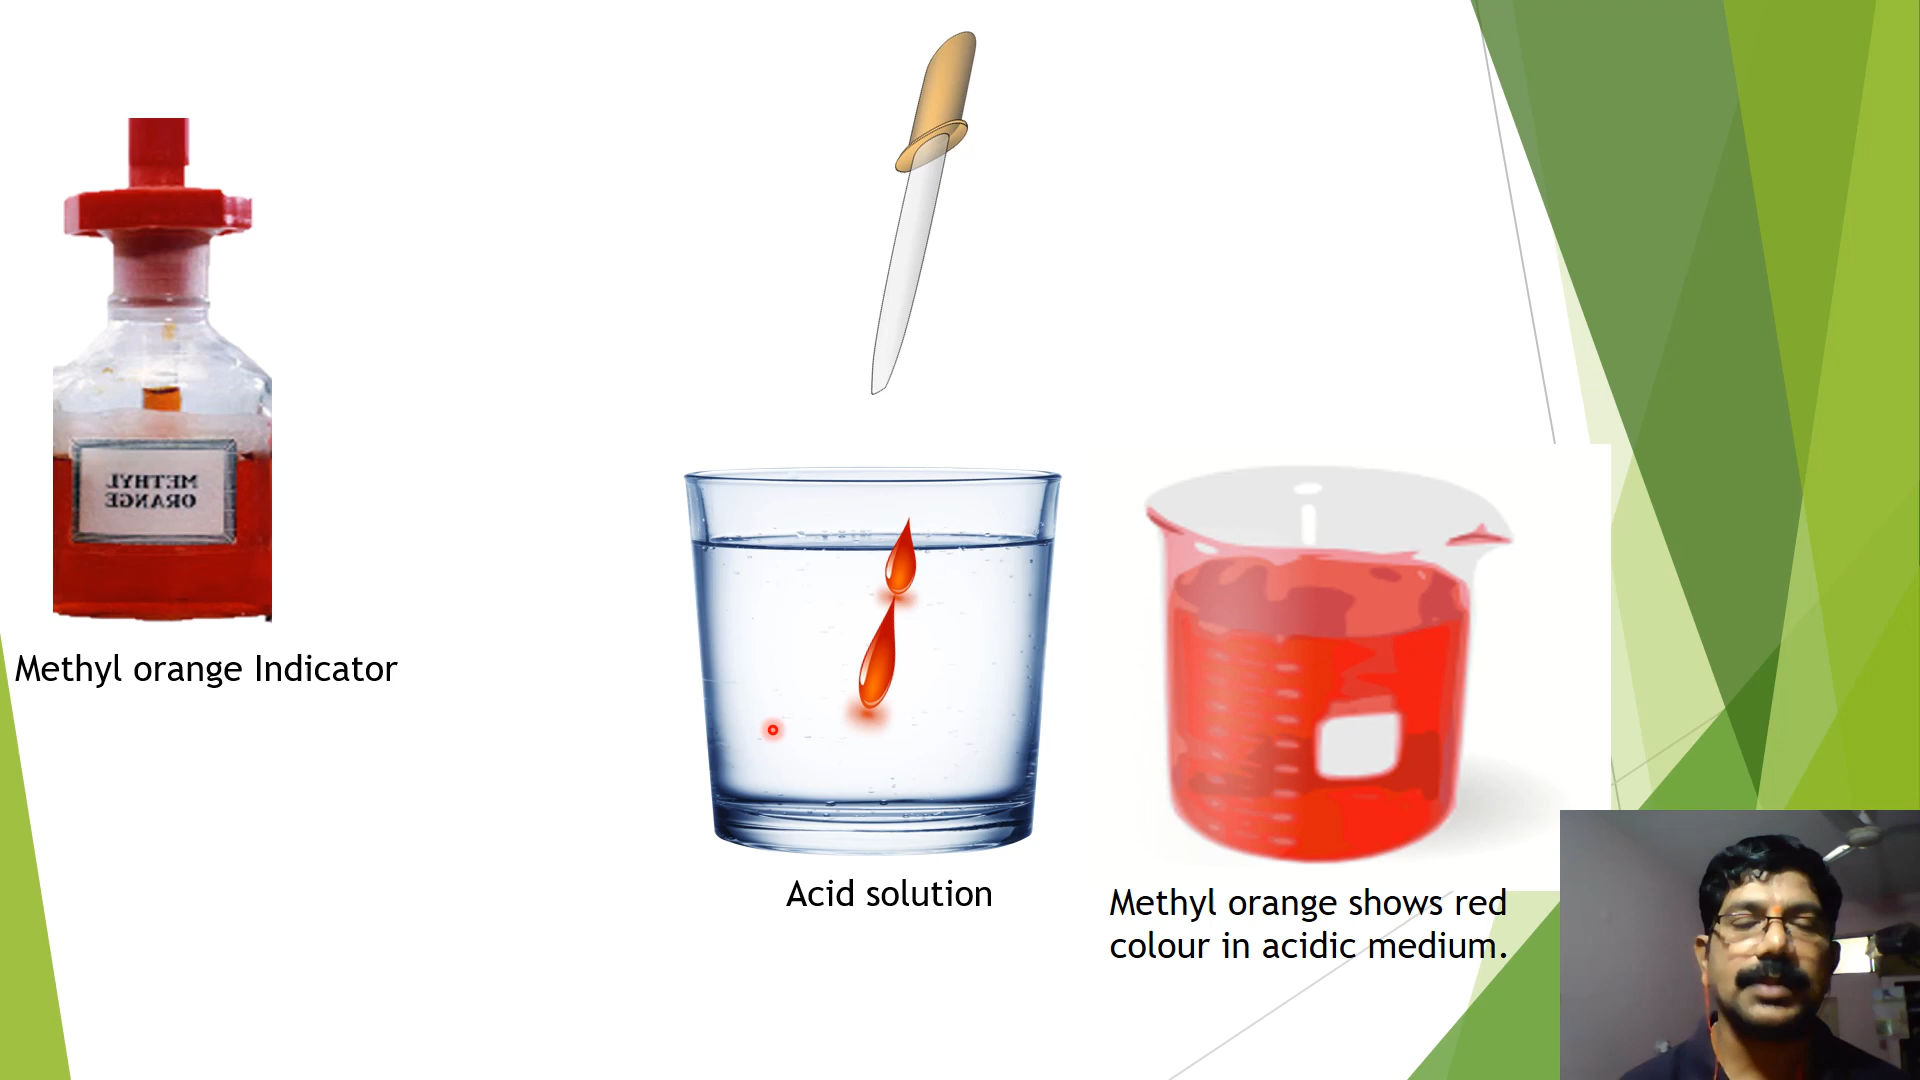 METHYL
ORANGE
Methyl orange Indicator
Acid solution
Methyl orange shows red
colour in acidic medium.